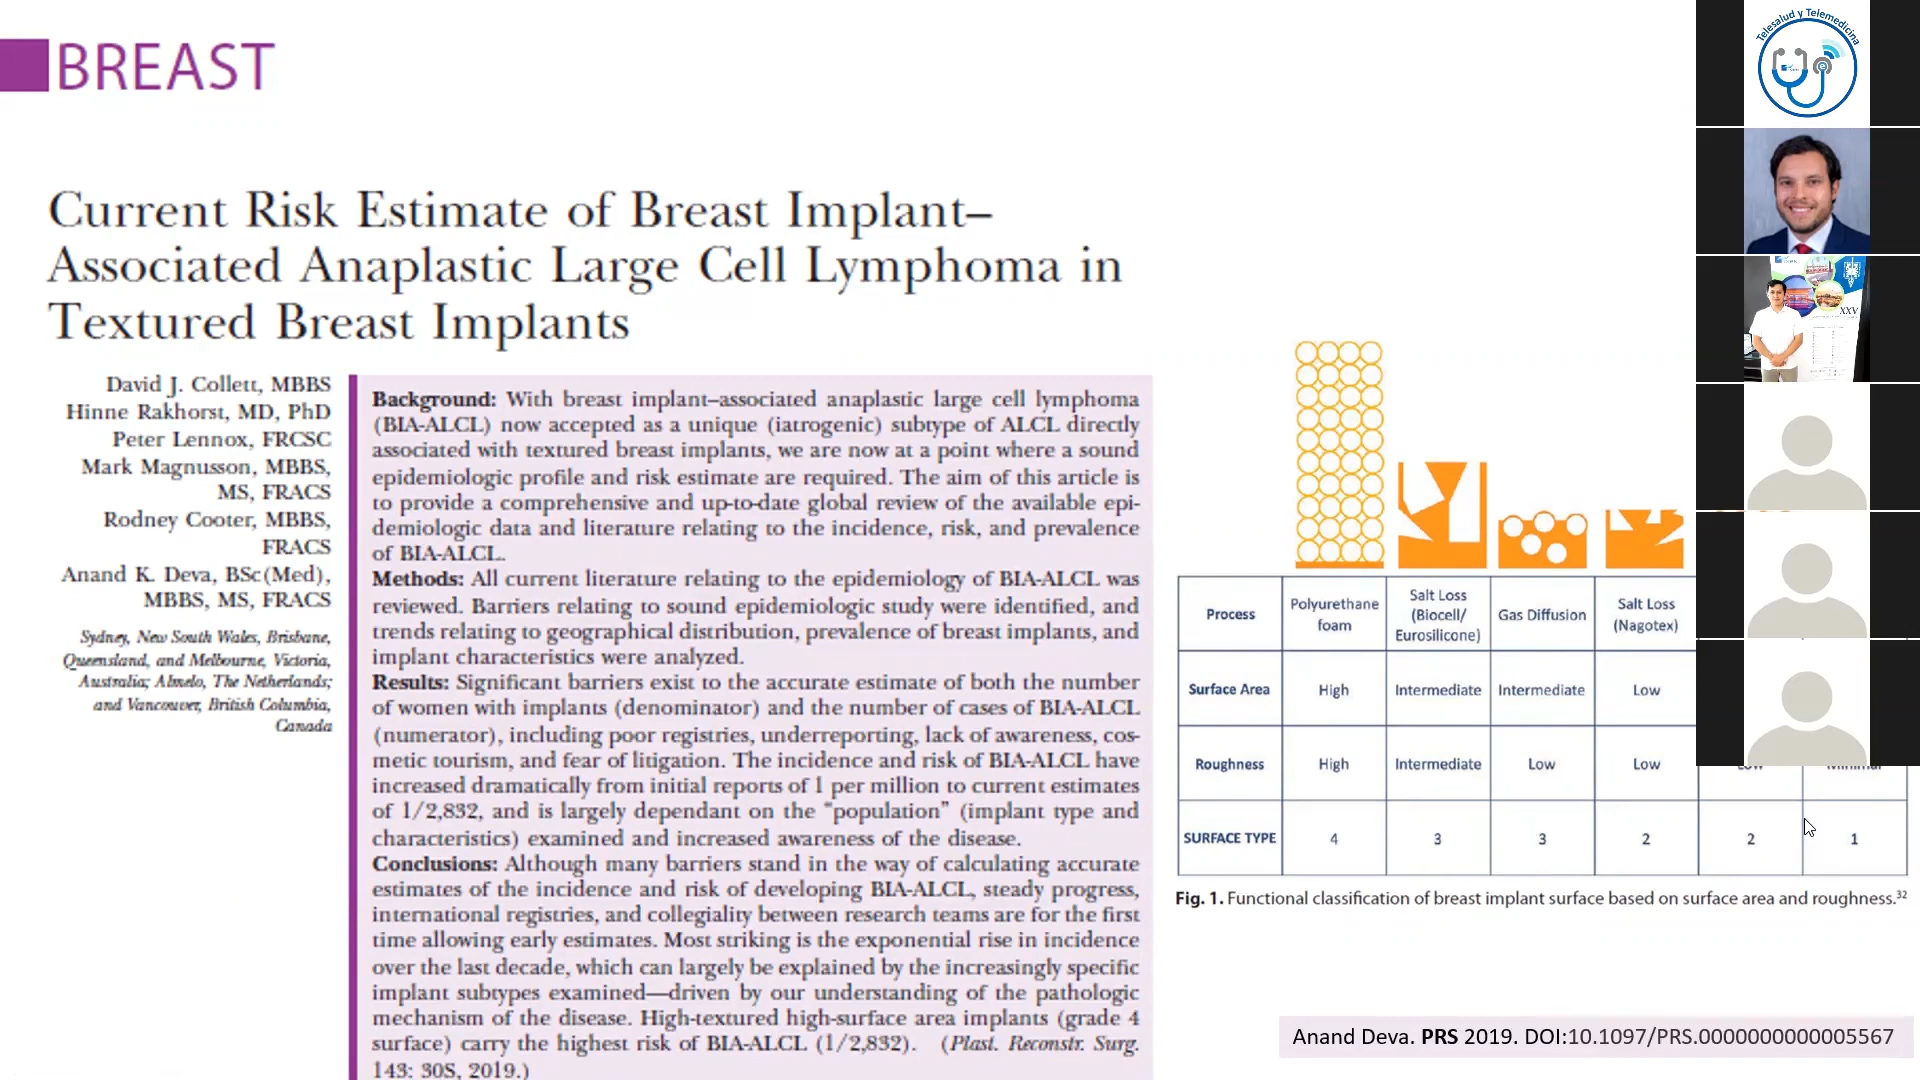 BREAST
Current Risk Estimate of Breast Implant–
Associated Anaplastic Large Cell Lymphoma in
Textured Breast Implants
David J. Collett, MBBS
Hinne Rakhorst, MD, PhD
Peter Lennox, FRCSC
Mark Magnusson, MBBS,
MS, FRACS
Rodney Cooter, MBBS,
FRACS
Anand K. Deva, BSc(Med),
MBBS, MS, FRACS
Sydney, New South Wales, Brisbane,
Queensland, and Melbourne, Victoria,
Australia; Almelo, The Netherlands;
and Vancouver, British Columbia,
Canada
Background: With breast implant–associated anaplastic large cell lymphoma
(BIA-ALCL) now accepted as a unique (iatrogenic) subtype of ALCL directly
associated with textured breast implants, we are now at a point where a sound
epidemiologic profile and risk estimate are required. The aim of this article is
to provide a comprehensive and up-to-date global review of the available epi-
demiologic data and literature relating to the incidence, risk, and prevalence
of BIA-ALCL.
Methods: All current literature relating to the epidemiology of BIA-ALCL was
reviewed. Barriers relating to sound epidemiologic study were identified, and
trends relating to geographical distribution, prevalence of breast implants, and
implant characteristics were analyzed.
Results: Significant barriers exist to the accurate estimate of both the number
of women with implants (denominator) and the number of cases of BIA-ALCL
(numerator), including poor registries, underreporting, lack of awareness, cos-
metic tourism, and fear of litigation. The incidence and risk of BIA-ALCL have
increased dramatically from initial reports of 1 per million to current estimates
of 1/2,832, and is largely dependant on the “population” (implant type and
characteristics) examined and increased awareness of the disease.
Conclusions: Although many barriers stand in the way of calculating accurate
estimates of the incidence and risk of developing BIA-ALCL, steady progress,
international registries, and collegiality between research teams are for the first
time allowing early estimates. Most striking is the exponential rise in incidence
over the last decade, which can largely be explained by the increasingly specific
implant subtypes examined—driven by our understanding of the pathologic
mechanism of the disease. High-textured high-surface area implants (grade 4
surface) carry the highest risk of BIA-ALCL (1/2,832). (Plast. Reconstr. Surg.
143: 30S, 2019.)
Process Polyurethane foam Salt Loss (Biocell/ Eurosilicone) Gas Diffusion Salt Loss (Nagotex)
Surface Area High Intermediate Intermediate Low
Roughness High Intermediate Low Low Low Minimal
SURFACE TYPE 4 3 3 2 2 1
Fig. 1. Functional classification of breast implant surface based on surface area and roughness.32
Anand Deva. PRS 2019. DOI:10.1097/PRS.0000000000005567
Telesalud y Telemedicina
XXV